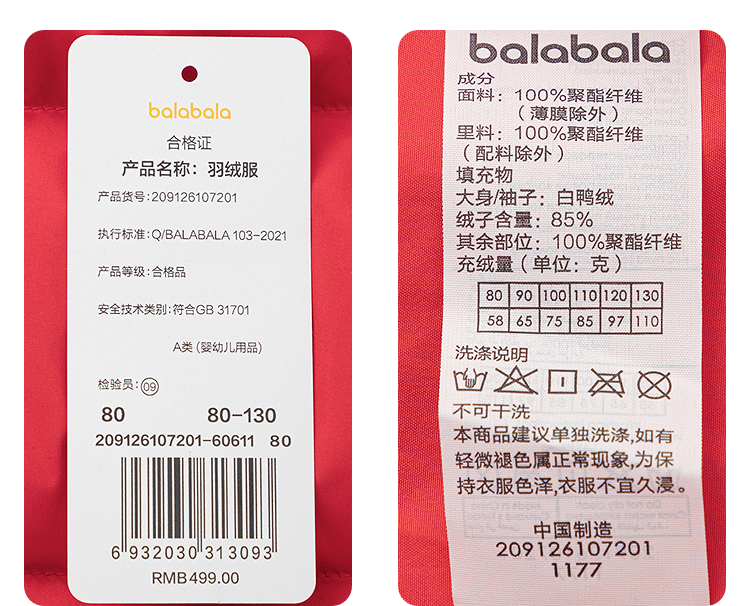 balabala
合格证
产品名称：羽绒服
产品货号:209126107201
执行标准:Q/BALABALA 103-2021
产品等级:合格品
安全技术类别:符合GB 31701
A类 (婴幼儿用品)
检验员:09
80 80-130
209126107201-60611 80
6 932030 313093
RMB499.00
balabala
成分
面料：100%聚酯纤维
（薄膜除外）
里料：100%聚酯纤维
（配料除外）
填充物
大身/袖子：白鸭绒
绒子含量：85%
其余部位：100%聚酯纤维
充绒量（单位：克）
80 90 100 110 120 130
58 65 75 85 97 110
洗涤说明
不可干洗
本商品建议单独洗涤,如有
轻微褪色属正常现象,为保
持衣服色泽,衣服不宜久浸。
中国制造
209126107201
1177